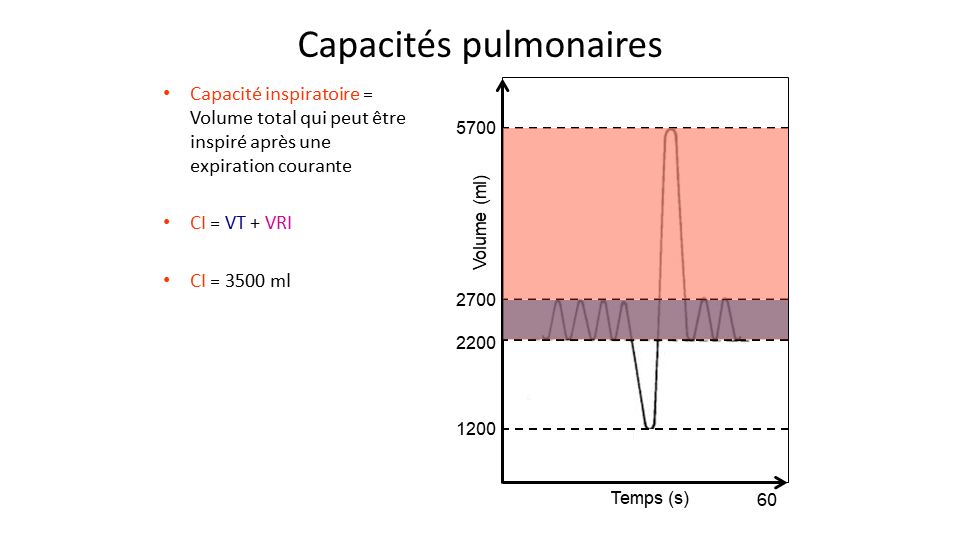 Capacités pulmonaires
• Capacité inspiratoire =
Volume total qui peut être
inspiré après une
expiration courante
• CI = VT + VRI
• CI = 3500 ml
Volume (ml)
5700
2700
2200
1200
Temps (s)
60